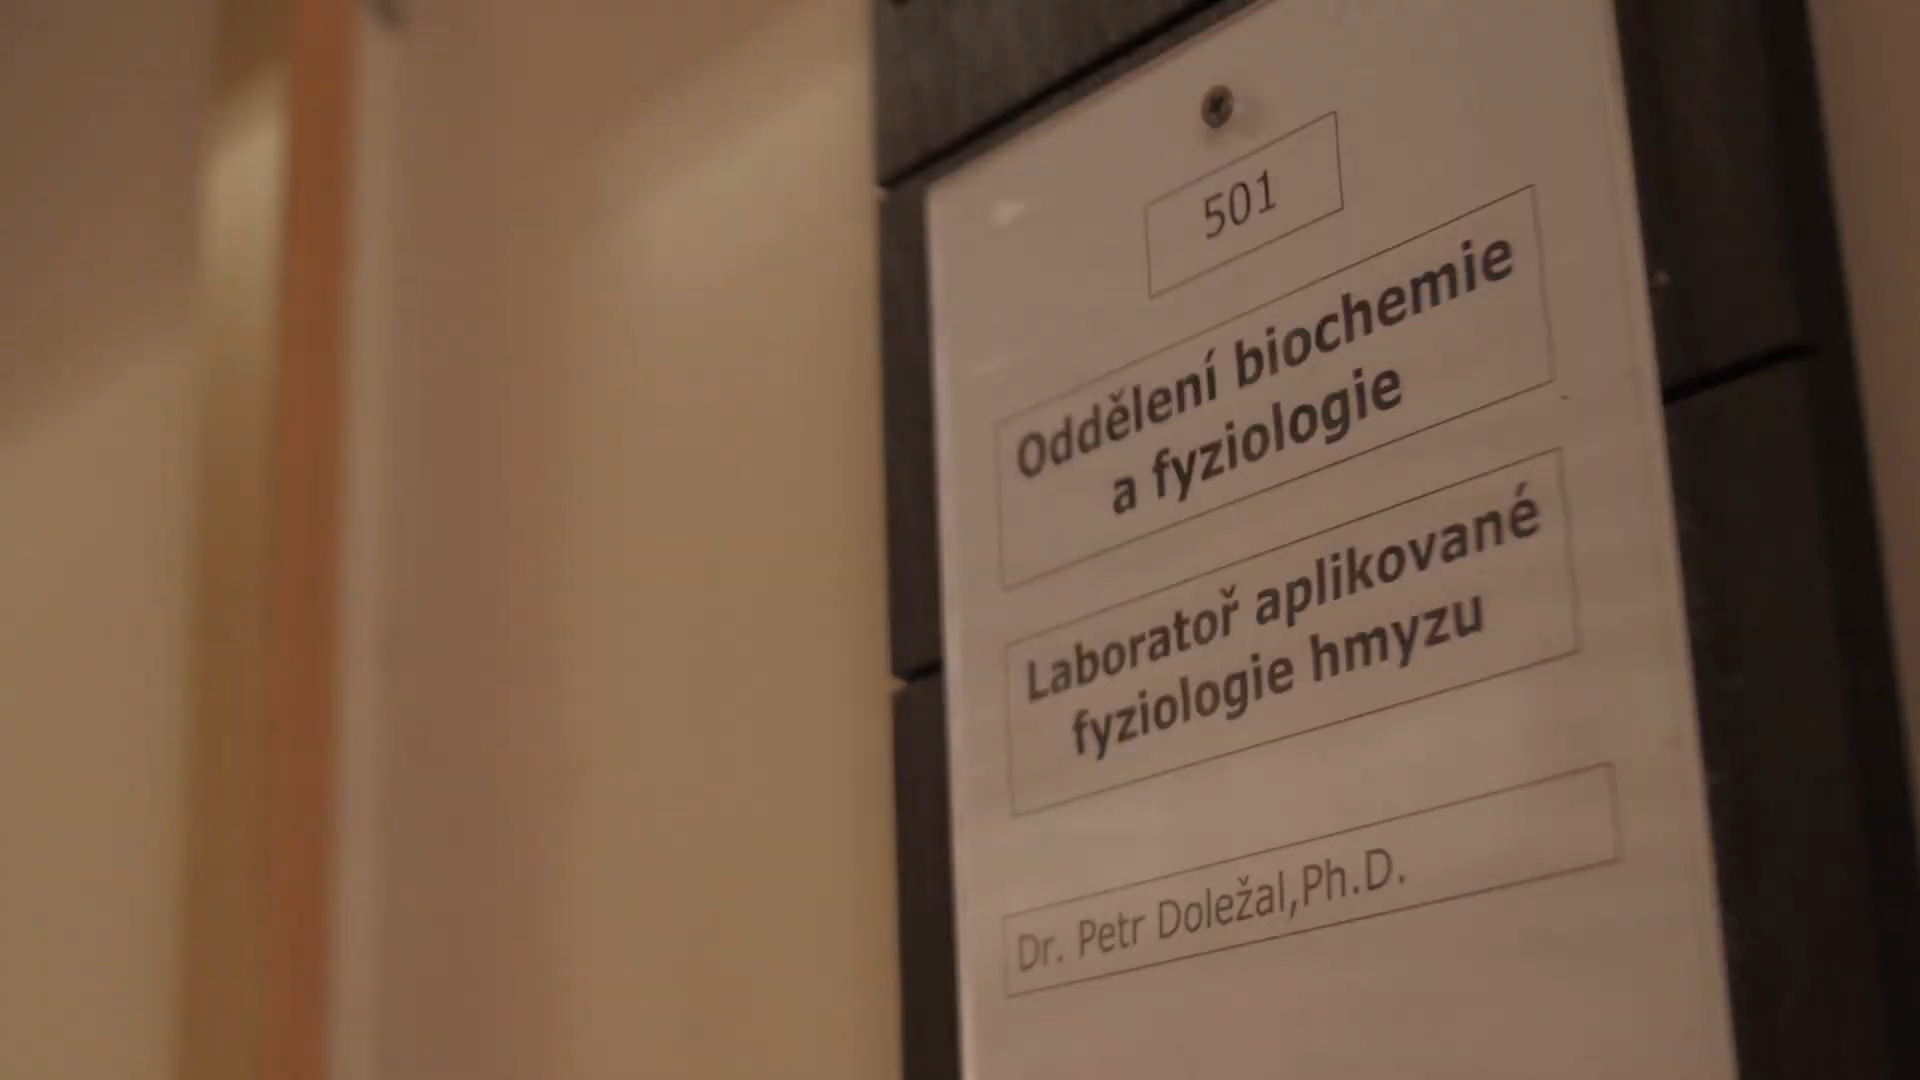 501
Oddělení biochemie
a fyziologie
Laboratoř aplikované
fyziologie hmyzu
Dr. Petr Doležal,Ph.D.